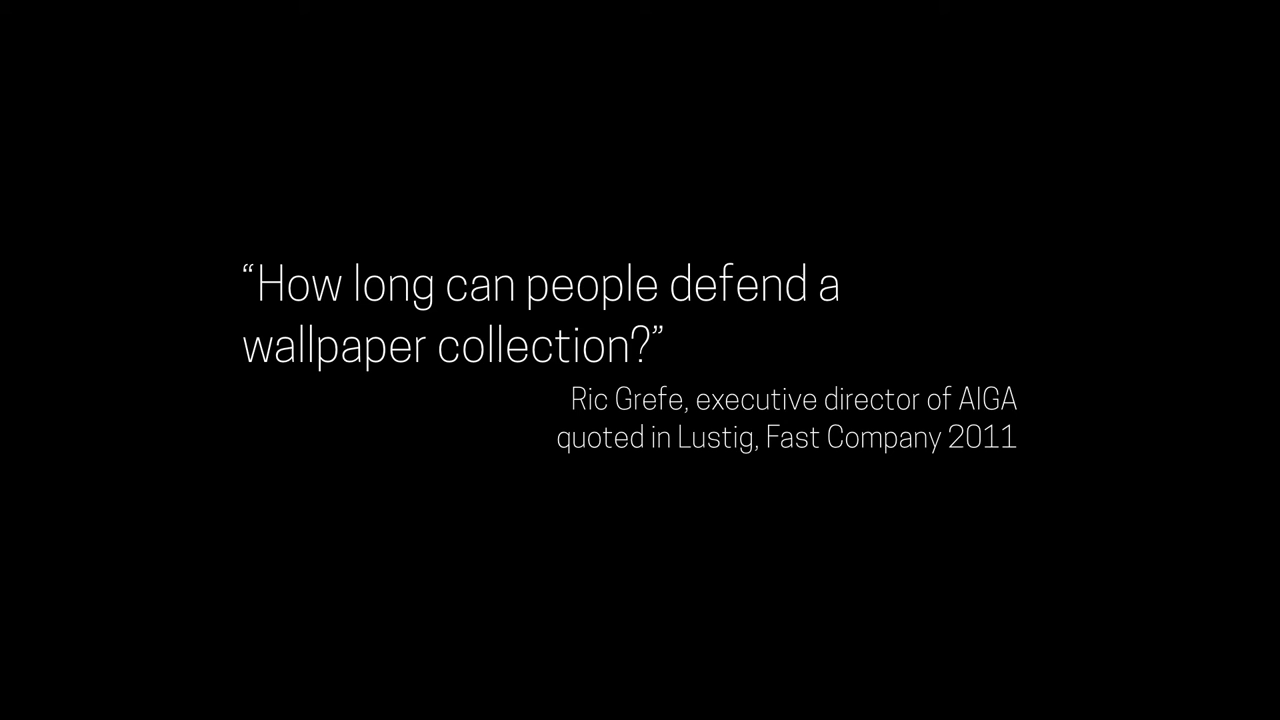 “How long can people defend a
wallpaper collection?”
Ric Grefe, executive director of AIGA
quoted in Lustig, Fast Company 2011